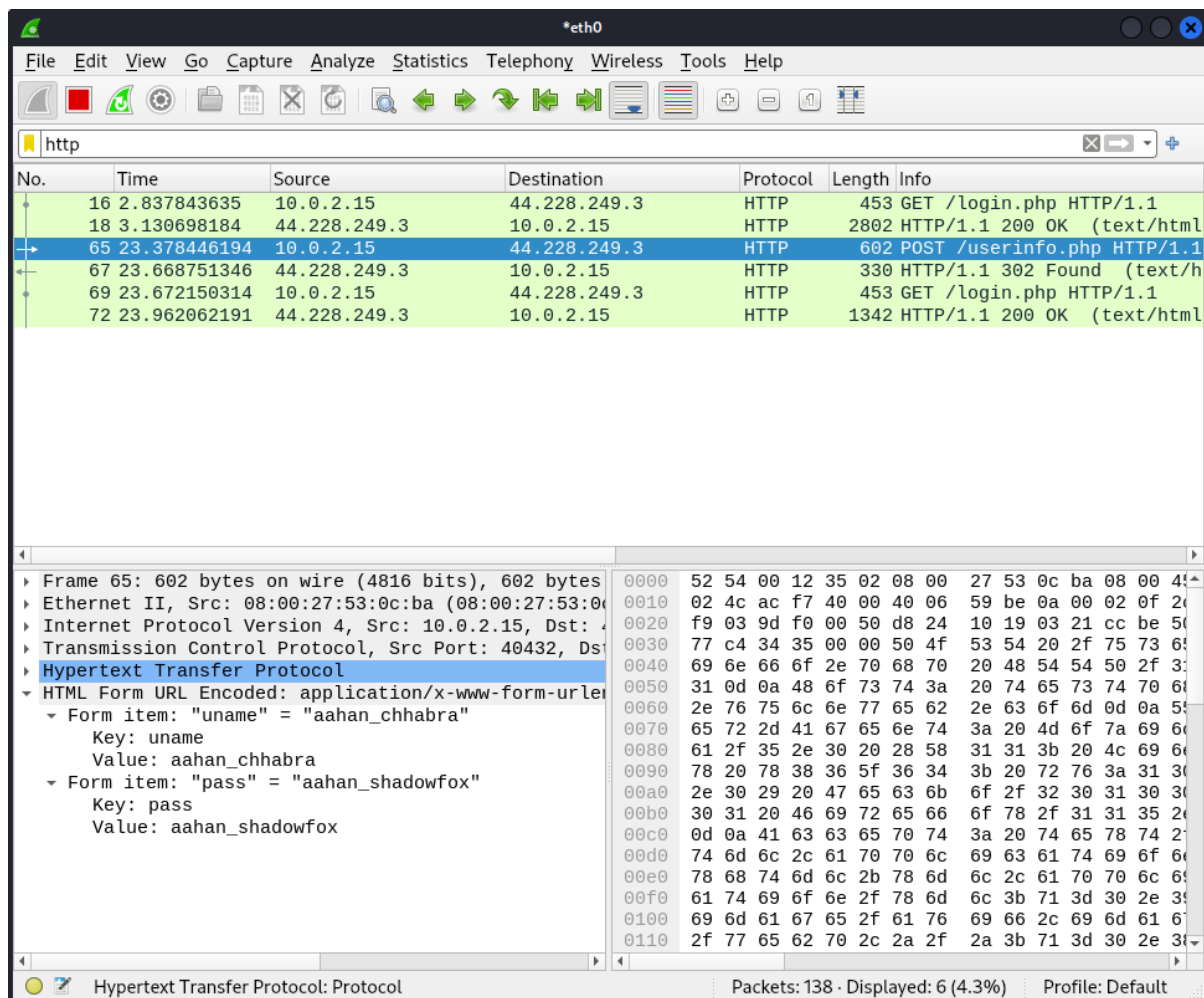 *eth0
File Edit View Go Capture Analyze Statistics Telephony Wireless Tools Help
http
No. Time Source Destination Protocol Length Info
16 2.837843635 10.0.2.15 44.228.249.3 HTTP 453 GET /login.php HTTP/1.1
18 3.130698184 44.228.249.3 10.0.2.15 HTTP 2802 HTTP/1.1 200 OK (text/html
65 23.378446194 10.0.2.15 44.228.249.3 HTTP 602 POST /userinfo.php HTTP/1.1
67 23.668751346 44.228.249.3 10.0.2.15 HTTP 330 HTTP/1.1 302 Found (text/h
69 23.672150314 10.0.2.15 44.228.249.3 HTTP 453 GET /login.php HTTP/1.1
72 23.962062191 44.228.249.3 10.0.2.15 HTTP 1342 HTTP/1.1 200 OK (text/html
Frame 65: 602 bytes on wire (4816 bits), 602 bytes
Ethernet II, Src: 08:00:27:53:0c:ba (08:00:27:53:0
Internet Protocol Version 4, Src: 10.0.2.15, Dst:
Transmission Control Protocol, Src Port: 40432, Ds
Hypertext Transfer Protocol
HTML Form URL Encoded: application/x-www-form-urle
Form item: "uname" = "aahan_chhabra"
Key: uname
Value: aahan_chhabra
Form item: "pass" = "aahan_shadowfox"
Key: pass
Value: aahan_shadowfox
0000 52 54 00 12 35 02 08 00 27 53 0c ba 08 00 45
0010 02 4c ac f7 40 00 40 06 59 be 0a 00 02 0f 2c
0020 f9 03 9d f0 00 50 d8 24 10 19 03 21 cc be 50
0030 77 c4 34 35 00 00 50 4f 53 54 20 2f 75 73 65
0040 69 6e 66 6f 2e 70 68 70 20 48 54 54 50 2f 31
0050 31 0d 0a 48 6f 73 74 3a 20 74 65 73 74 70 68
0060 2e 76 75 6c 6e 77 65 62 2e 63 6f 6d 0d 0a 55
0070 65 72 2d 41 67 65 6e 74 3a 20 4d 6f 7a 69 6c
0080 61 2f 35 2e 30 20 28 58 31 31 3b 20 4c 69 6e
0090 78 20 78 38 36 5f 36 34 3b 20 72 76 3a 31 30
00a0 2e 30 29 20 47 65 63 6b 6f 2f 32 30 31 30 30
00b0 30 31 20 46 69 72 65 66 6f 78 2f 31 31 35 2e
00c0 0d 0a 41 63 63 65 70 74 3a 20 74 65 78 74 2f
00d0 74 6d 6c 2c 61 70 70 6c 69 63 61 74 69 6f 6e
00e0 78 68 74 6d 6c 2b 78 6d 6c 2c 61 70 70 6c 69
00f0 61 74 69 6f 6e 2f 78 6d 6c 3b 71 3d 30 2e 39
0100 69 6d 61 67 65 2f 61 76 69 66 2c 69 6d 61 67
0110 2f 77 65 62 70 2c 2a 2f 2a 3b 71 3d 30 2e 38
Hypertext Transfer Protocol: Protocol Packets: 138 · Displayed: 6 (4.3%) Profile: Default